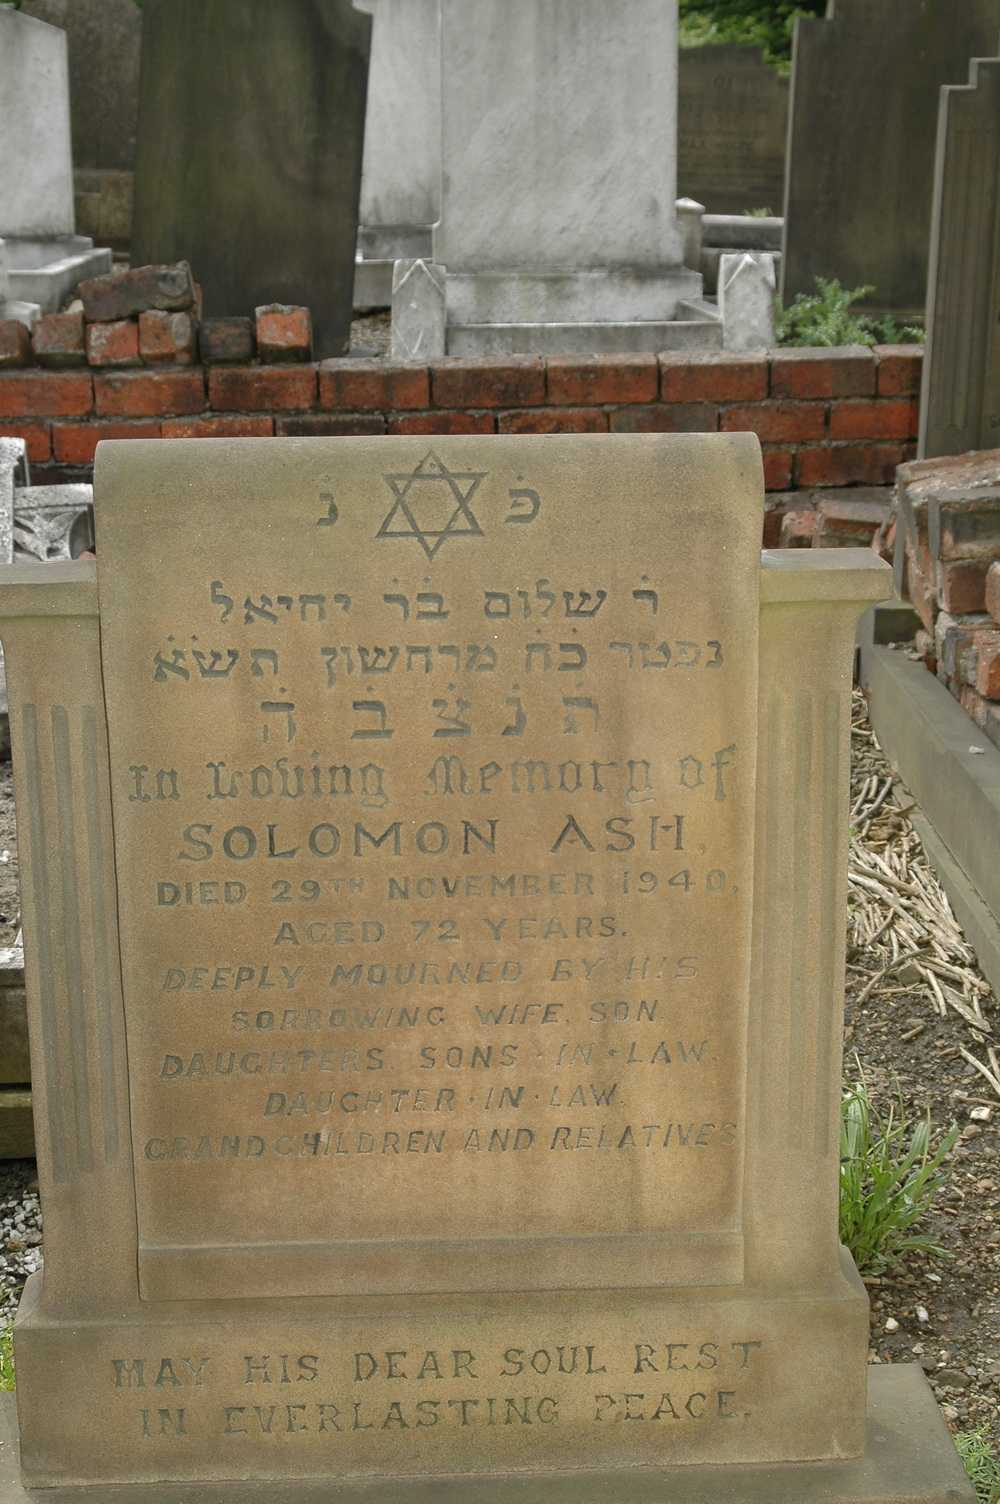 פ נ
ר שלום בר יחיאל
נפטר כח מרחשון תשא
ת נ צ ב ה
In Loving Memory of
SOLOMON ASH,
DIED 29TH NOVEMBER 1940,
AGED 72 YEARS.
DEEPLY MOURNED BY HIS
SORROWING WIFE, SON,
DAUGHTERS, SONS·IN·LAW,
DAUGHTER·IN·LAW,
GRANDCHILDREN AND RELATIVES
MAY HIS DEAR SOUL REST
IN EVERLASTING PEACE.